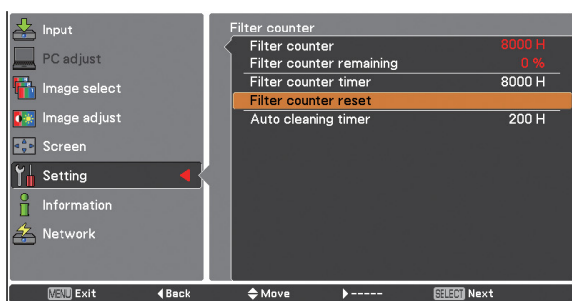 Input
PC adjust
Image select
Image adjust
Screen
Setting
Information
Network
Filter counter
Filter counter 8000 H
Filter counter remaining 0 %
Filter counter timer 8000 H
Filter counter reset
Auto cleaning timer 200 H
MENU Exit Back Move ----- SELECT Next